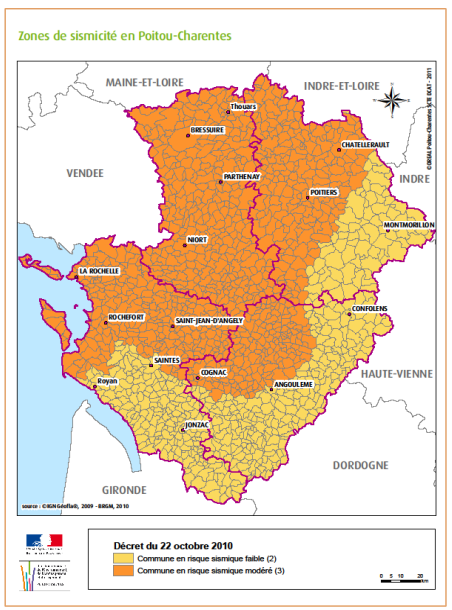 Zones de sismicité en Poitou-Charentes
MAINE-ET-LOIRE
INDRE-ET-LOIRE
Thouars
BRESSUIRE
CHATELLERAULT
VENDEE
PARTHENAY
INDRE
POITIERS
MONTMORILLON
NIORT
LA ROCHELLE
CONFOLENS
ROCHEFORT
SAINT-JEAN-D'ANGELY
SAINTES
COGNAC
HAUTE-VIENNE
Royan
ANGOULEME
JONZAC
DORDOGNE
GIRONDE
source : ©IGN Géofla®, 2009 - BRGM, 2010
Décret du 22 octobre 2010
Commune en risque sismique faible (2)
Commune en risque sismique modéré (3)
0 5 10 20